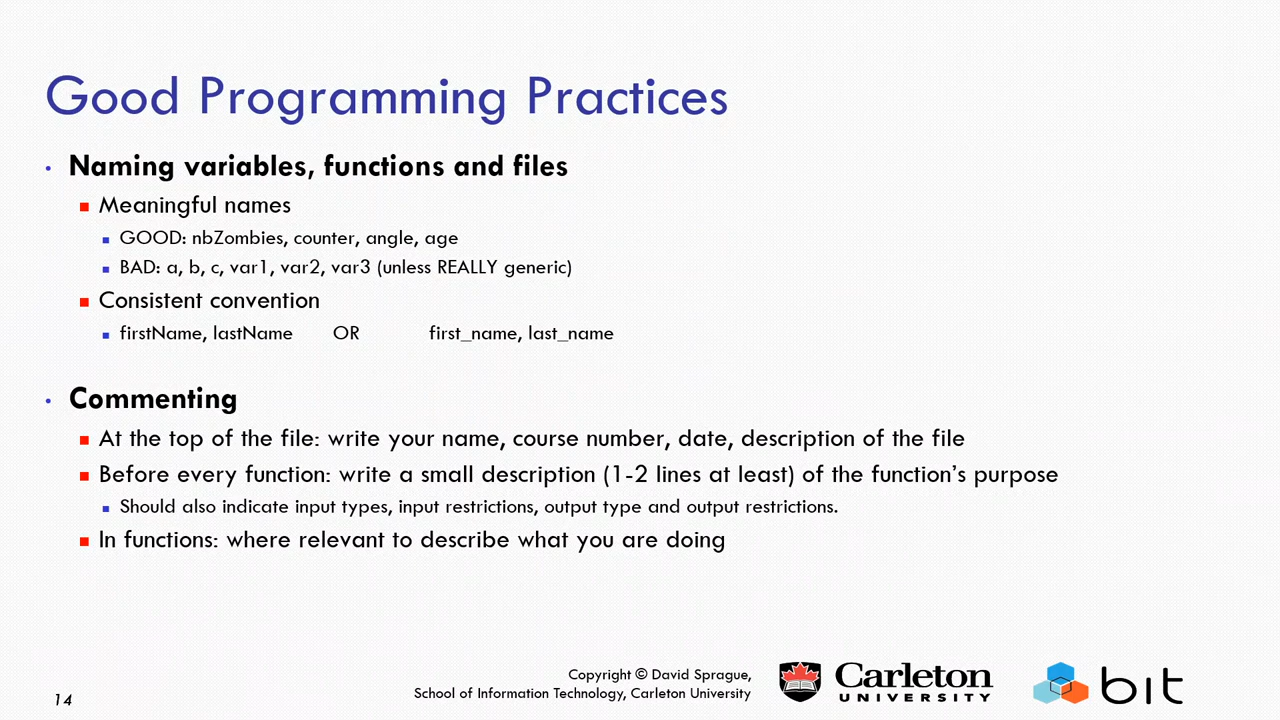 Good Programming Practices
• Naming variables, functions and files
Meaningful names
GOOD: nbZombies, counter, angle, age
BAD: a, b, c, var1, var2, var3 (unless REALLY generic)
Consistent convention
firstName, lastName OR first_name, last_name
• Commenting
At the top of the file: write your name, course number, date, description of the file
Before every function: write a small description (1-2 lines at least) of the function's purpose
Should also indicate input types, input restrictions, output type and output restrictions.
In functions: where relevant to describe what you are doing
14
Copyright © David Sprague,
School of Information Technology, Carleton University
Carleton
UNIVERSITY
bit